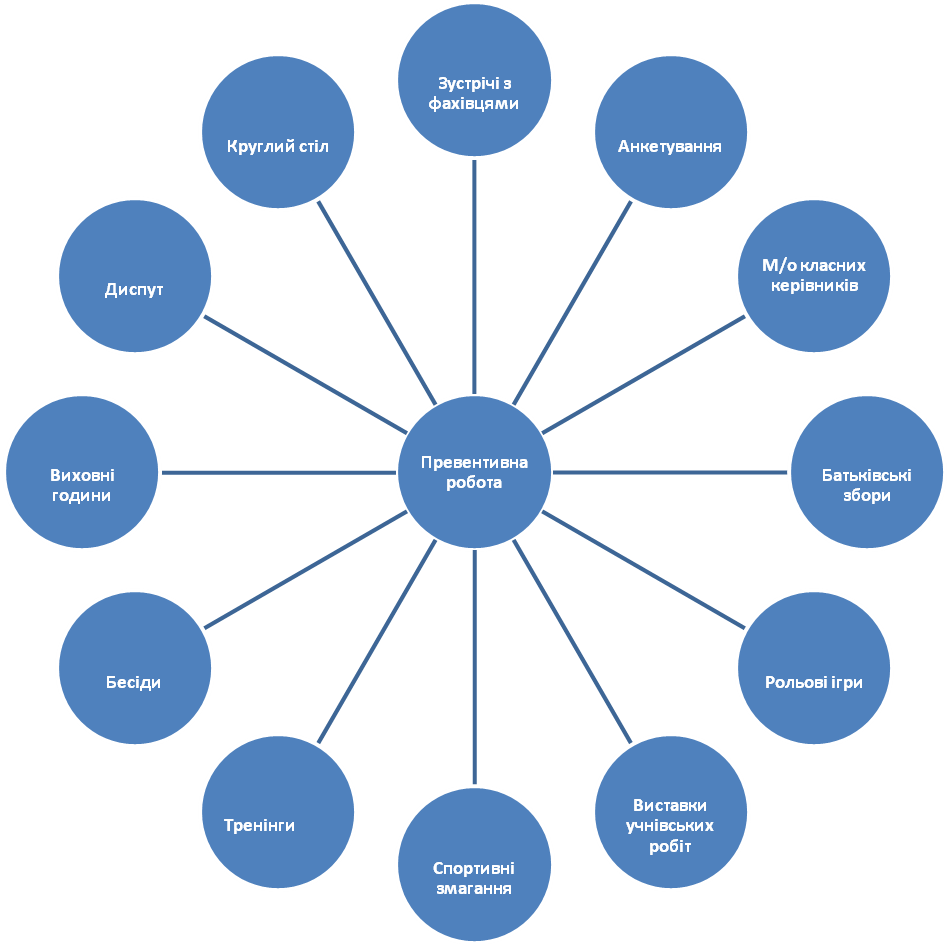 Зустрічі з
фахівцями
Анкетування
М/о класних
керівників
Батьківські
збори
Рольові ігри
Виставки
учнівських
робіт
Спортивні
змагання
Тренінги
Бесіди
Виховні
години
Диспут
Круглий стіл
Превентивна
робота